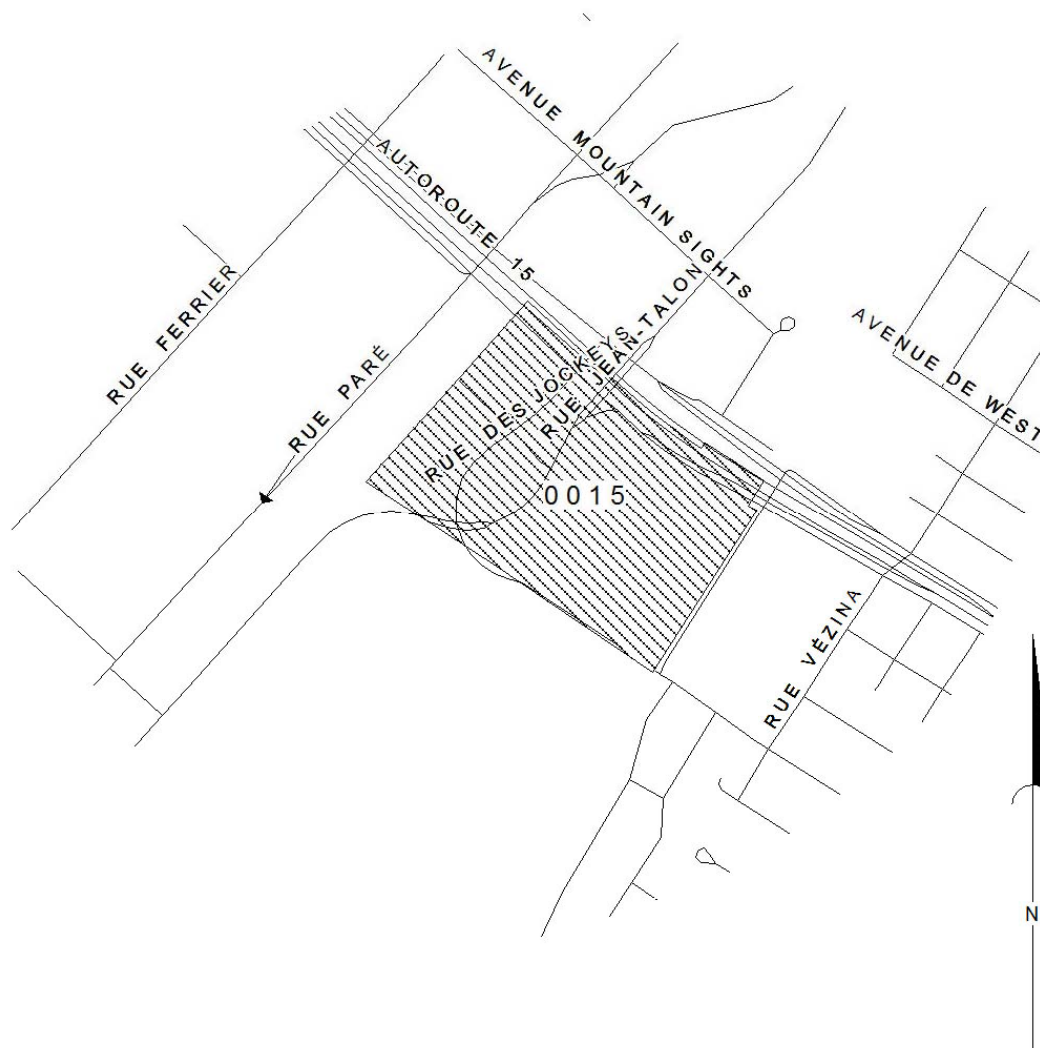 AVENUE MOUNTAIN SIGHTS
AUTOROUTE 15
RUE FERRIER
RUE PARÉ
RUE DES JOCKEYS
RUE JEAN-TALON
AVENUE DE WEST
0015
RUE VÉZINA
N